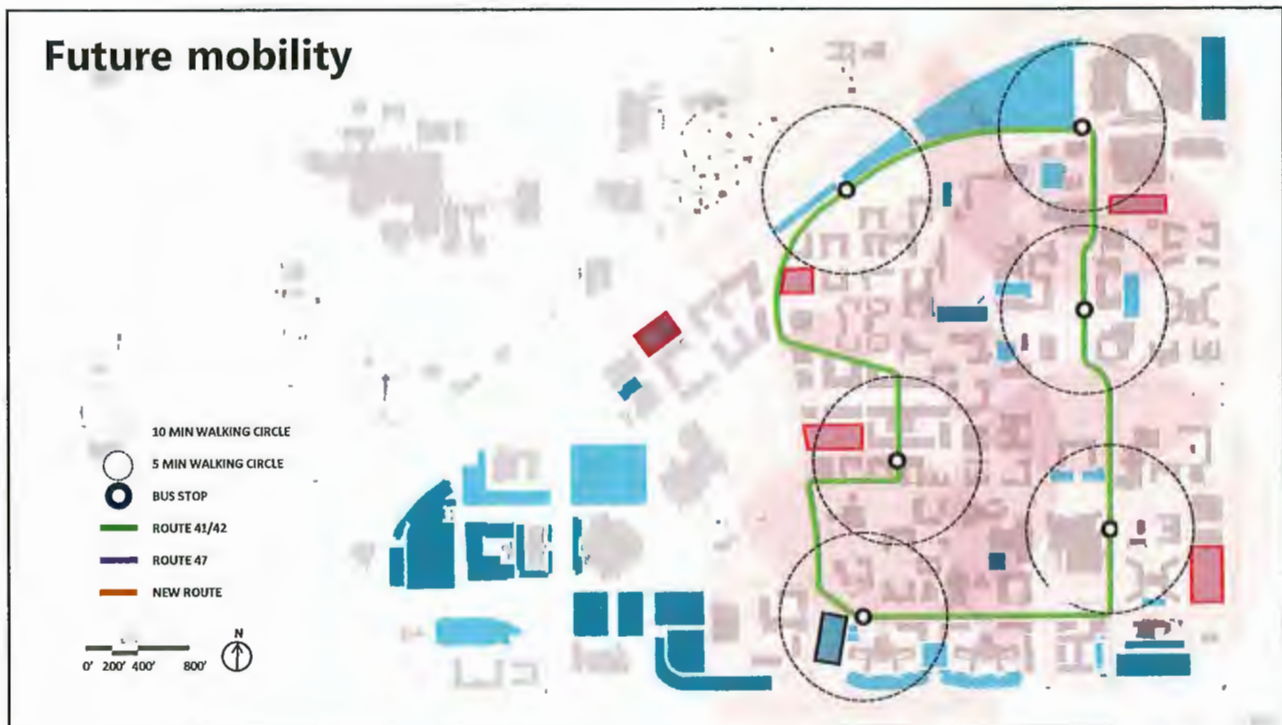 Future mobility
10 MIN WALKING CIRCLE
5 MIN WALKING CIRCLE
BUS STOP
ROUTE 41/42
ROUTE 47
NEW ROUTE
N
0' 200' 400' 800'